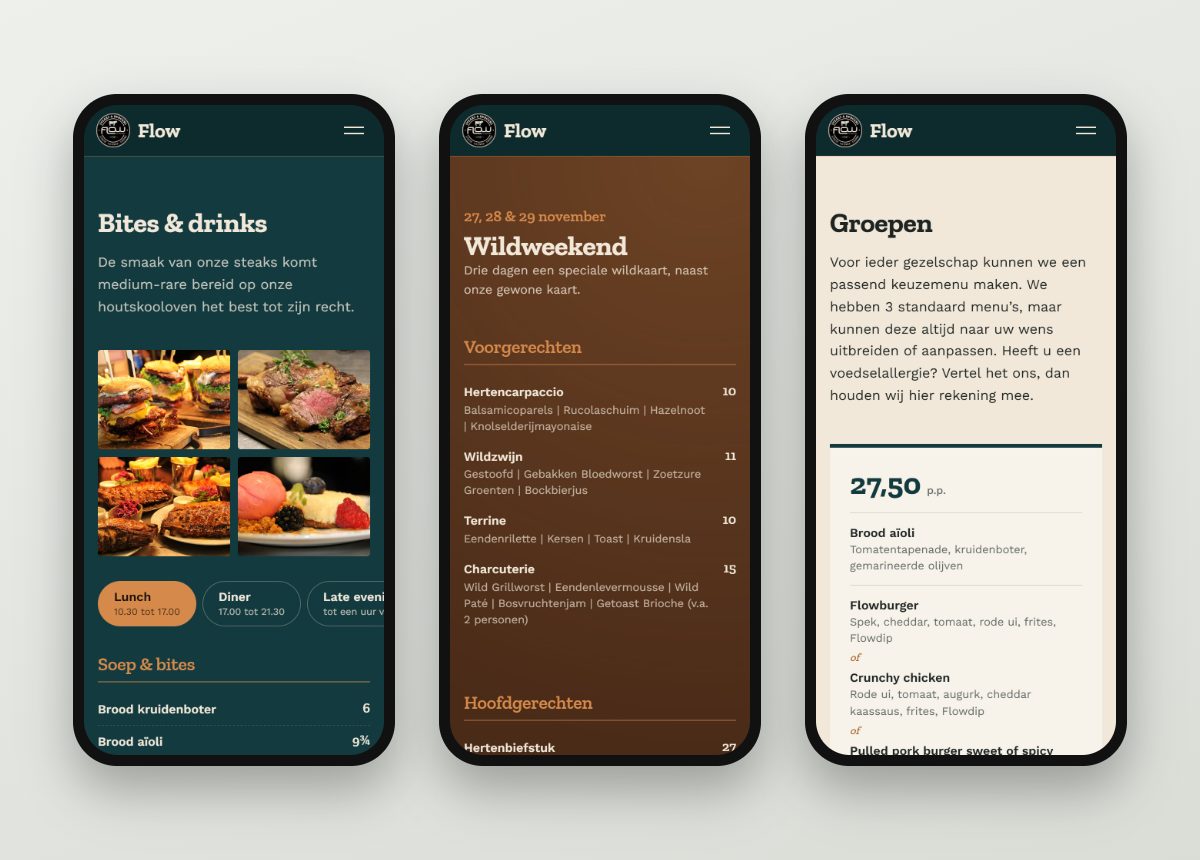 FLOW
Flow
Bites & drinks
De smaak van onze steaks komt
medium-rare bereid op onze
houtskooloven het best tot zijn recht.
Lunch
10.30 tot 17.00
Diner
17.00 tot 21.30
Late eveni
tot een uur v
Soep & bites
Brood kruidenboter 6
Brood aïoli 9¾
FLOW
Flow
27, 28 & 29 november
Wildweekend
Drie dagen een speciale wildkaart, naast
onze gewone kaart.
Voorgerechten
Hertencarpaccio 10
Balsamicoparels | Rucolaschuim | Hazelnoot
| Knolselderijmayonaise
Wildzwijn 11
Gestoofd | Gebakken Bloedworst | Zoetzure
Groenten | Bockbierjus
Terrine 10
Eendenrilette | Kersen | Toast | Kruidensla
Charcuterie 15
Wild Grillworst | Eendenlevermousse | Wild
Paté | Bosvruchtenjam | Getoast Brioche (v.a.
2 personen)
Hoofdgerechten
Hertenbiefstuk 27
FLOW
Flow
Groepen
Voor ieder gezelschap kunnen we een
passend keuzemenu maken. We
hebben 3 standaard menu's, maar
kunnen deze altijd naar uw wens
uitbreiden of aanpassen. Heeft u een
voedselallergie? Vertel het ons, dan
houden wij hier rekening mee.
27,50 p.p.
Brood aïoli
Tomatentapenade, kruidenboter,
gemarineerde olijven
Flowburger
Spek, cheddar, tomaat, rode ui, frites,
Flowdip
of
Crunchy chicken
Rode ui, tomaat, augurk, cheddar
kaassaus, frites, Flowdip
of
Pulled pork burger sweet of spicy